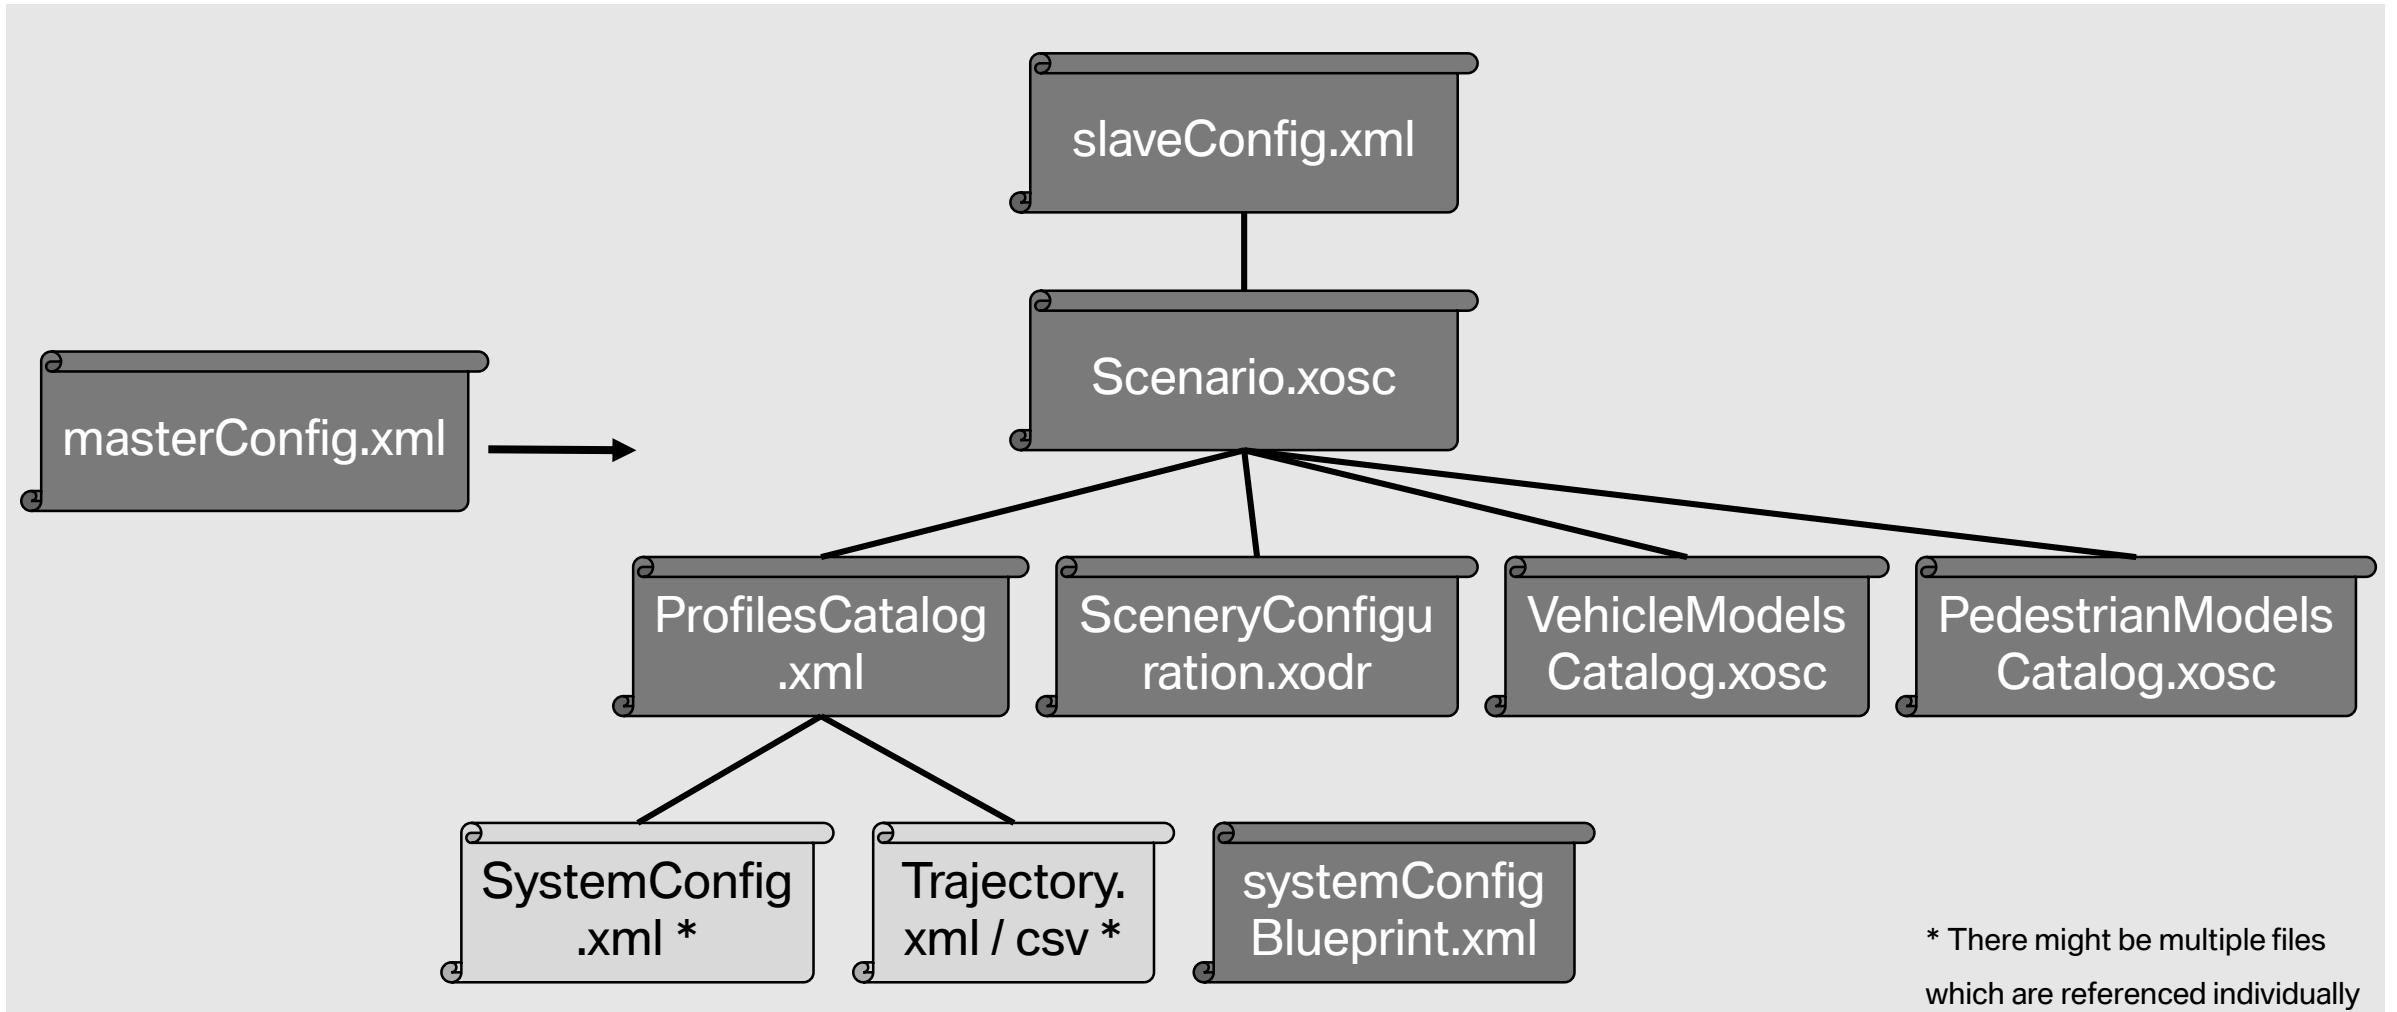 slaveConfig.xml
Scenario.xosc
masterConfig.xml
ProfilesCatalog
.xml
SceneryConfigu
ration.xodr
VehicleModels
Catalog.xosc
PedestrianModels
Catalog.xosc
SystemConfig
.xml *
Trajectory.
xml / csv *
systemConfig
Blueprint.xml
* There might be multiple files
which are referenced individually